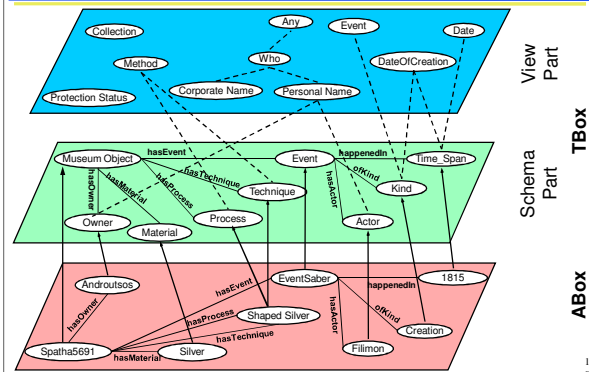 Any
Event
Date
Collection
Method
Who
DateOfCreation
Corporate Name
Personal Name
Protection Status
View
Part
TBox
Museum Object
hasEvent
Event
happenedIn
Time_Span
hasOwner
hasMaterial
hasProcess
hasTechnique
Technique
hasActor
ofKind
Kind
Owner
Material
Process
Actor
Schema
Part
Androutsos
EventSaber
happenedIn
1815
hasOwner
hasEvent
hasProcess
Shaped Silver
hasActor
ofKind
Creation
hasTechnique
Spatha5691
hasMaterial
Silver
Filimon
ABox